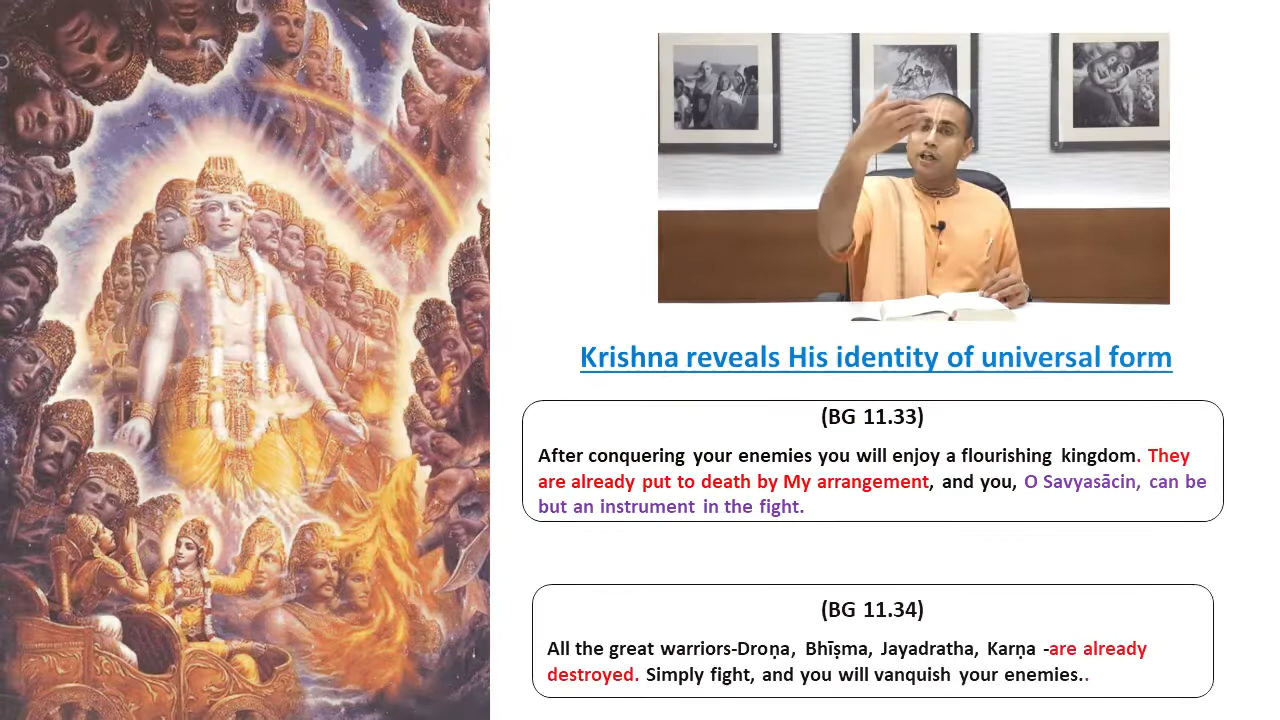 Krishna reveals His identity of universal form
(BG 11.33)
After conquering your enemies you will enjoy a flourishing kingdom. They
are already put to death by My arrangement, and you, O Savyasācin, can be
but an instrument in the fight.
(BG 11.34)
All the great warriors-Droṇa, Bhīṣma, Jayadratha, Karṇa -are already
destroyed. Simply fight, and you will vanquish your enemies..